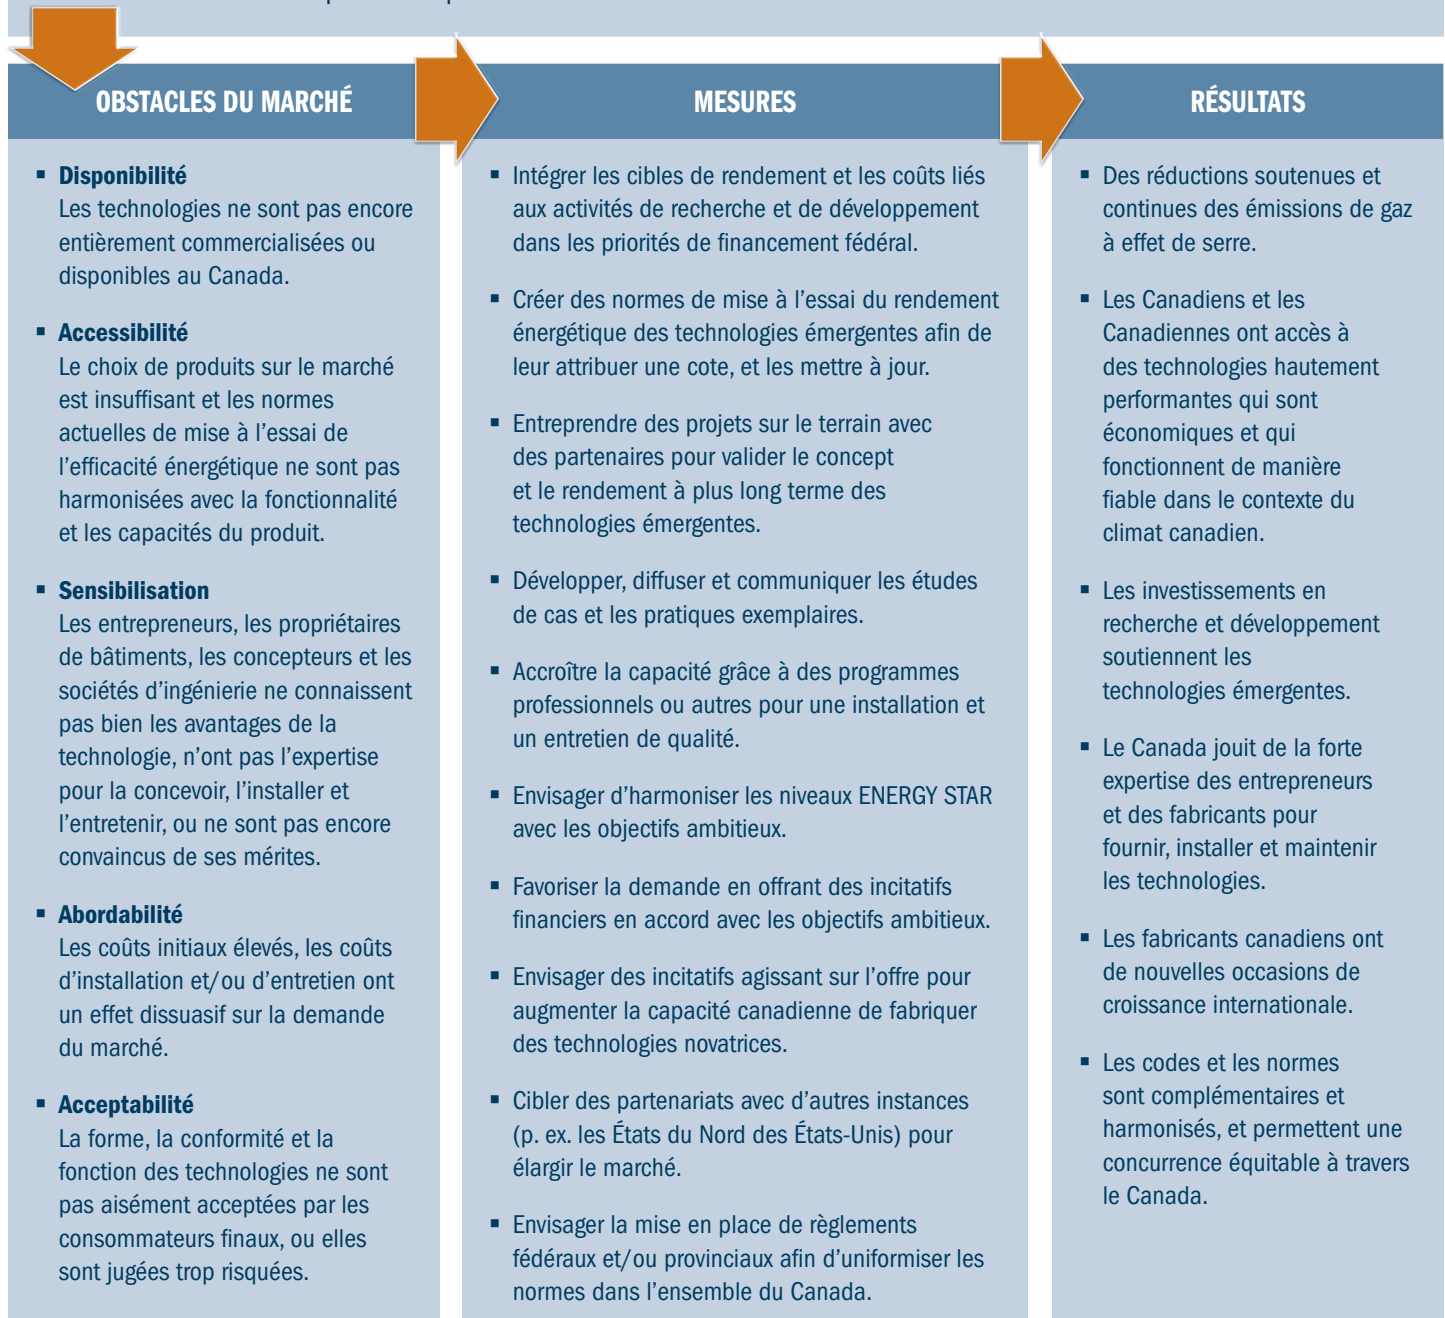 OBSTACLES DU MARCHÉ
▪ Disponibilité
Les technologies ne sont pas encore
entièrement commercialisées ou
disponibles au Canada.
▪ Accessibilité
Le choix de produits sur le marché
est insuffisant et les normes
actuelles de mise à l’essai de
l’efficacité énergétique ne sont pas
harmonisées avec la fonctionnalité
et les capacités du produit.
▪ Sensibilisation
Les entrepreneurs, les propriétaires
de bâtiments, les concepteurs et les
sociétés d’ingénierie ne connaissent
pas bien les avantages de la
technologie, n’ont pas l’expertise
pour la concevoir, l’installer et
l’entretenir, ou ne sont pas encore
convaincus de ses mérites.
▪ Abordabilité
Les coûts initiaux élevés, les coûts
d’installation et/ou d’entretien ont
un effet dissuasif sur la demande
du marché.
▪ Acceptabilité
La forme, la conformité et la
fonction des technologies ne sont
pas aisément acceptées par les
consommateurs finaux, ou elles
sont jugées trop risquées.
MESURES
▪ Intégrer les cibles de rendement et les coûts liés
aux activités de recherche et de développement
dans les priorités de financement fédéral.
▪ Créer des normes de mise à l’essai du rendement
énergétique des technologies émergentes afin de
leur attribuer une cote, et les mettre à jour.
▪ Entreprendre des projets sur le terrain avec
des partenaires pour valider le concept
et le rendement à plus long terme des
technologies émergentes.
▪ Développer, diffuser et communiquer les études
de cas et les pratiques exemplaires.
▪ Accroître la capacité grâce à des programmes
professionnels ou autres pour une installation et
un entretien de qualité.
▪ Envisager d’harmoniser les niveaux ENERGY STAR
avec les objectifs ambitieux.
▪ Favoriser la demande en offrant des incitatifs
financiers en accord avec les objectifs ambitieux.
▪ Envisager des incitatifs agissant sur l’offre pour
augmenter la capacité canadienne de fabriquer
des technologies novatrices.
▪ Cibler des partenariats avec d’autres instances
(p. ex. les États du Nord des États-Unis) pour
élargir le marché.
▪ Envisager la mise en place de règlements
fédéraux et/ou provinciaux afin d’uniformiser les
normes dans l’ensemble du Canada.
RÉSULTATS
▪ Des réductions soutenues et
continues des émissions de gaz
à effet de serre.
▪ Les Canadiens et les
Canadiennes ont accès à
des technologies hautement
performantes qui sont
économiques et qui
fonctionnent de manière
fiable dans le contexte du
climat canadien.
▪ Les investissements en
recherche et développement
soutiennent les
technologies émergentes.
▪ Le Canada jouit de la forte
expertise des entrepreneurs
et des fabricants pour
fournir, installer et maintenir
les technologies.
▪ Les fabricants canadiens ont
de nouvelles occasions de
croissance internationale.
▪ Les codes et les normes
sont complémentaires et
harmonisés, et permettent une
concurrence équitable à travers
le Canada.